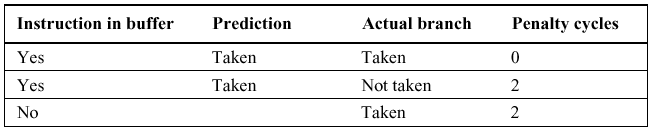 Instruction in buffer Prediction Actual branch Penalty cycles
Yes Taken Taken 0
Yes Taken Not taken 2
No Taken 2